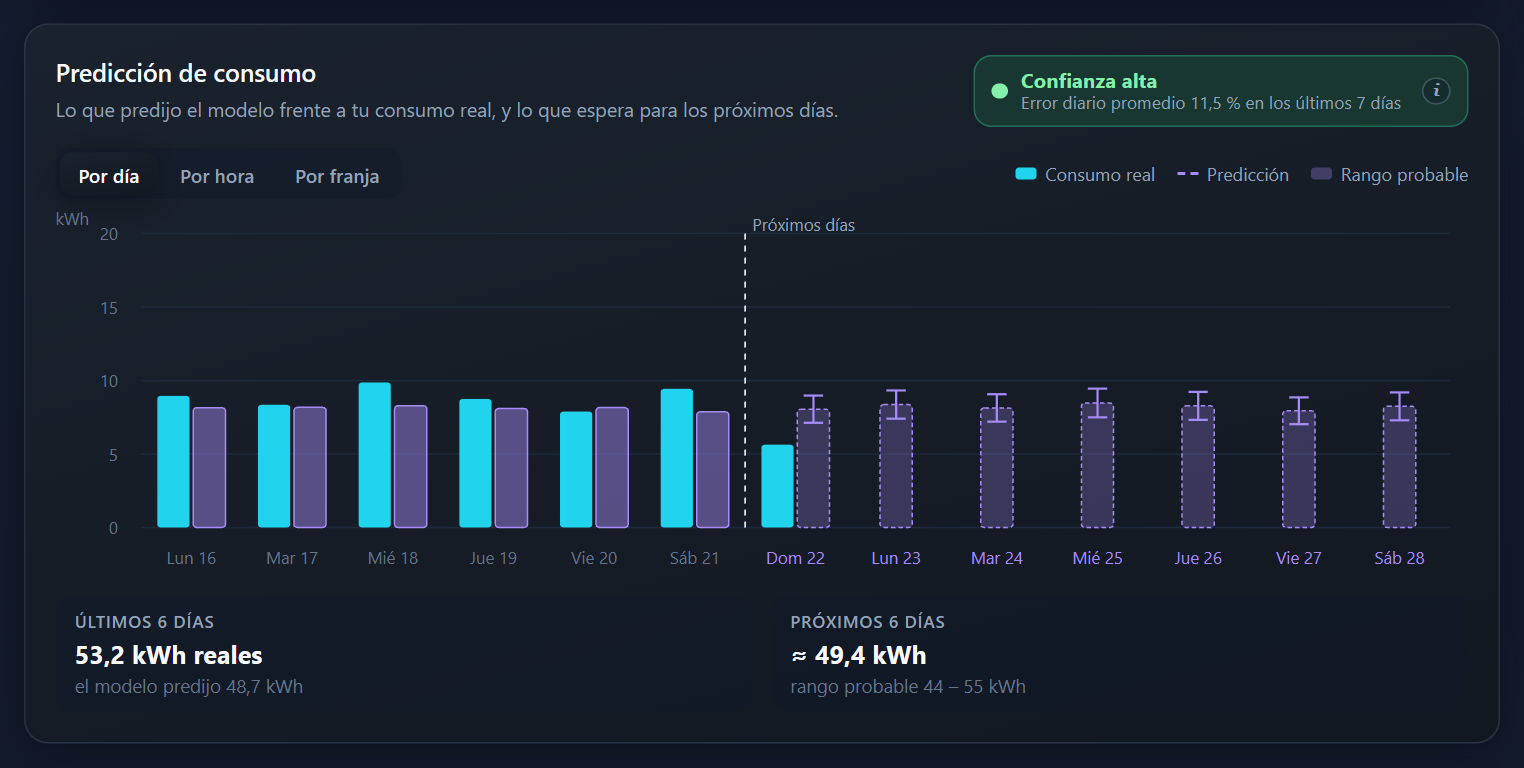 Predicción de consumo
Lo que predijo el modelo frente a tu consumo real, y lo que espera para los próximos días.
Confianza alta
Error diario promedio 11,5 % en los últimos 7 días
i
Por día Por hora Por franja
Consumo real Predicción Rango probable
kWh
Próximos días
20
15
10
5
0
Lun 16 Mar 17 Mié 18 Jue 19 Vie 20 Sáb 21 Dom 22 Lun 23 Mar 24 Mié 25 Jue 26 Vie 27 Sáb 28
ÚLTIMOS 6 DÍAS
53,2 kWh reales
el modelo predijo 48,7 kWh
PRÓXIMOS 6 DÍAS
≈ 49,4 kWh
rango probable 44 – 55 kWh